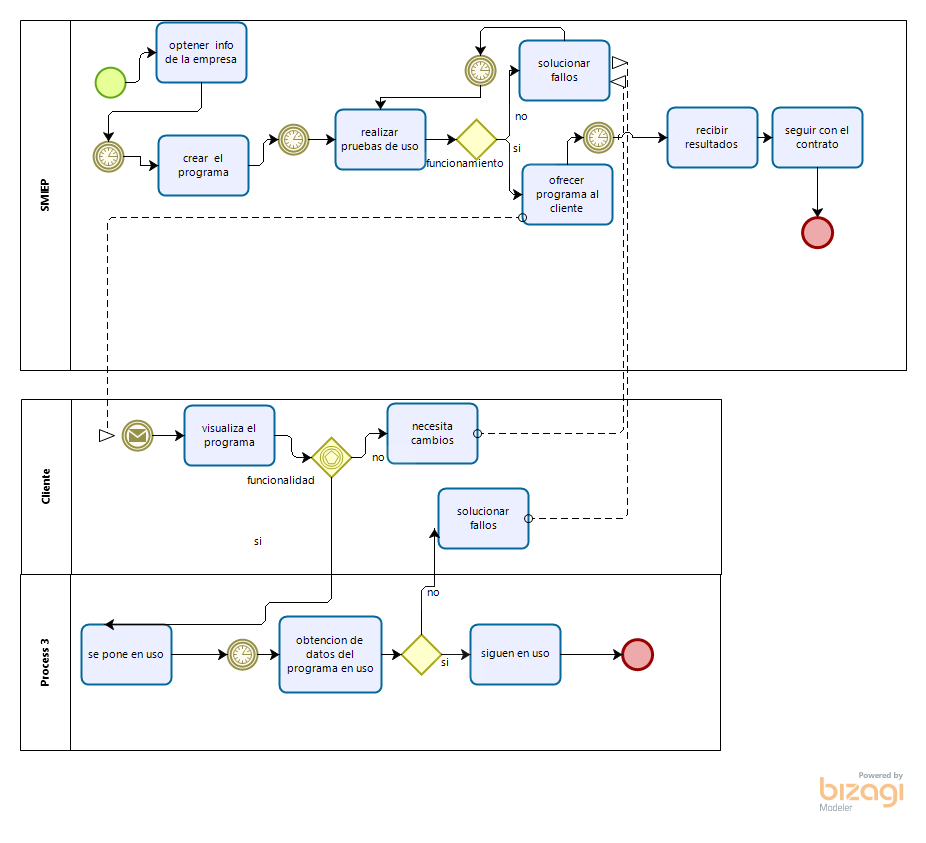 SMIEP
optener info
de la empresa
crear el
programa
realizar
pruebas de uso
funcionamiento
no
si
solucionar
fallos
ofrecer
programa al
cliente
recibir
resultados
seguir con el
contrato
Cliente
visualiza el
programa
funcionalidad
no
si
necesita
cambios
solucionar
fallos
Process 3
se pone en uso
obtencion de
datos del
programa en uso
no
si
siguen en uso
Powered by
bizagi
Modeler